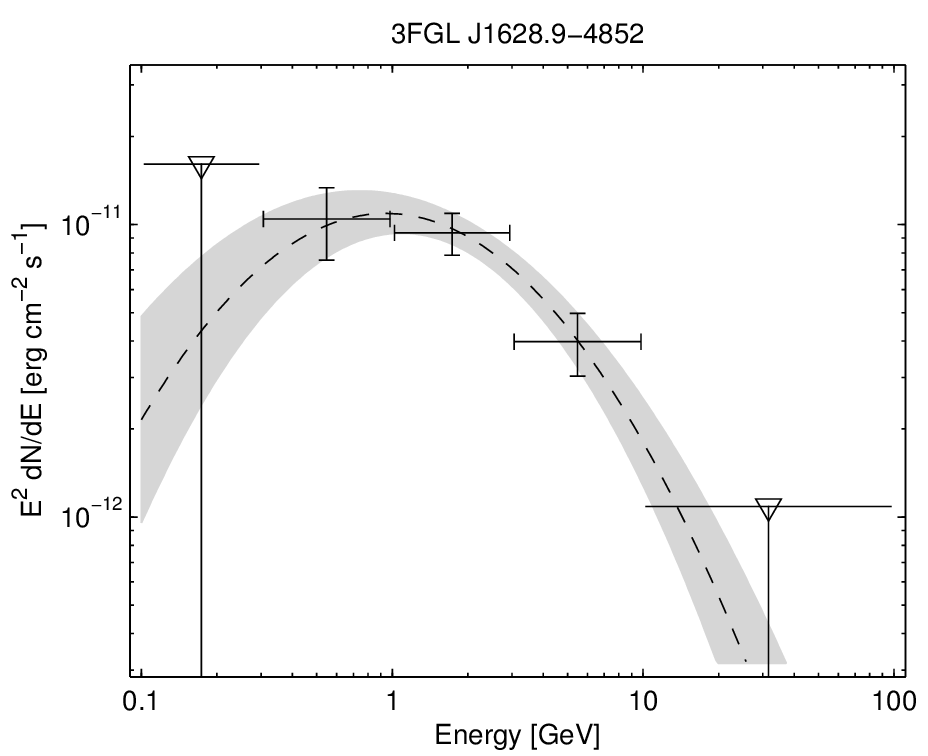 3FGL J1628.9−4852
E² dN/dE [erg cm⁻² s⁻¹]
10⁻¹¹
10⁻¹²
0.1 1 10 100
Energy [GeV]